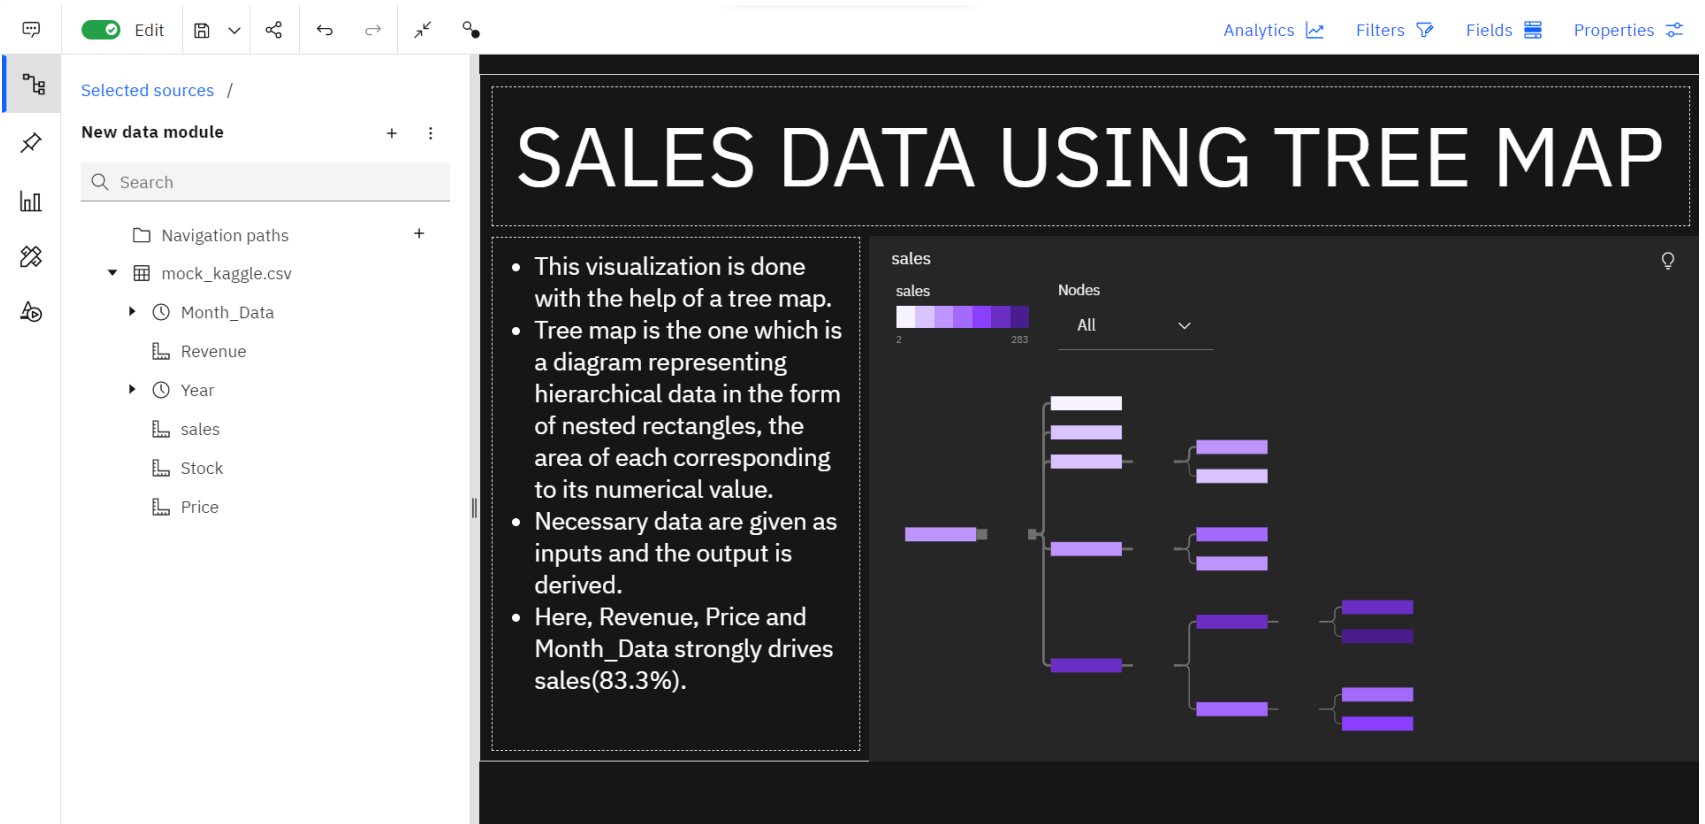 Edit
Analytics
Filters
Fields
Properties
Selected sources /
New data module
Search
Navigation paths
mock_kaggle.csv
Month_Data
Revenue
Year
sales
Stock
Price
SALES DATA USING TREE MAP
• This visualization is done
with the help of a tree map.
• Tree map is the one which is
a diagram representing
hierarchical data in the form
of nested rectangles, the
area of each corresponding
to its numerical value.
• Necessary data are given as
inputs and the output is
derived.
• Here, Revenue, Price and
Month_Data strongly drives
sales(83.3%).
sales
sales
2 283
Nodes
All